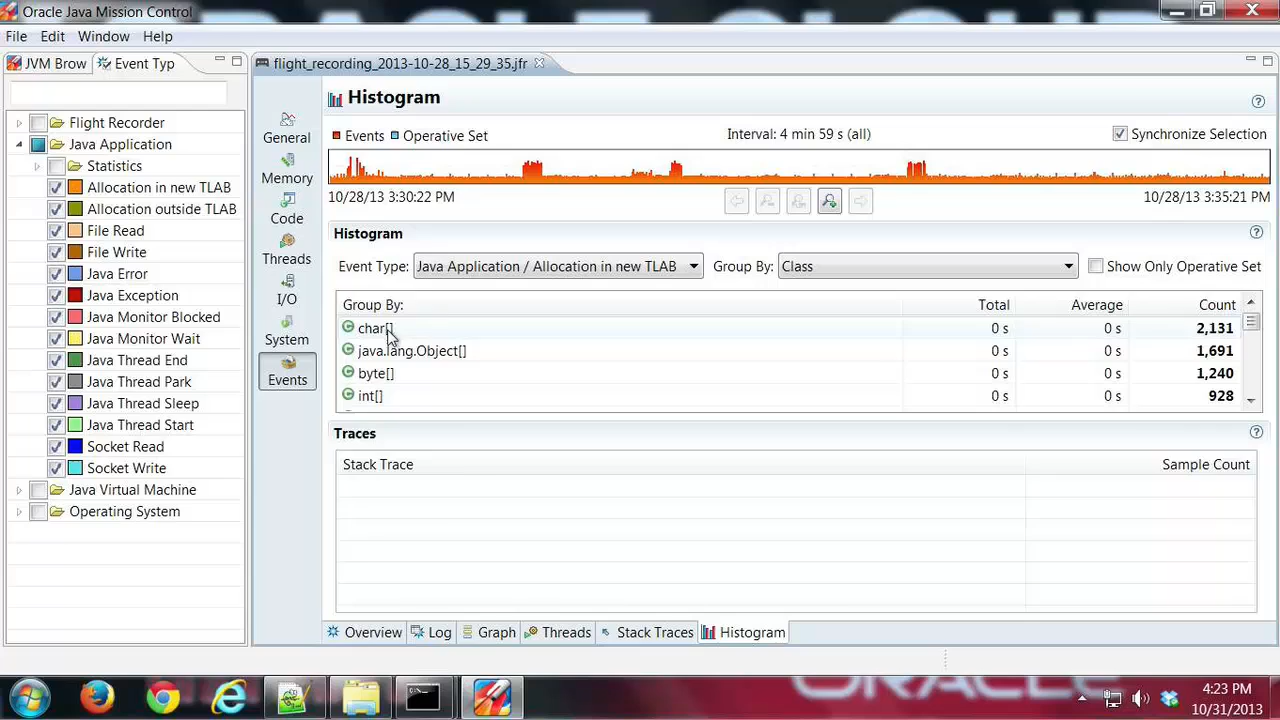 Oracle Java Mission Control
File Edit Window Help
JVM Brow Event Typ
flight_recording_2013-10-28_15_29_35.jfr
Flight Recorder
Java Application
Statistics
Allocation in new TLAB
Allocation outside TLAB
File Read
File Write
Java Error
Java Exception
Java Monitor Blocked
Java Monitor Wait
Java Thread End
Java Thread Park
Java Thread Sleep
Java Thread Start
Socket Read
Socket Write
Java Virtual Machine
Operating System
General
Memory
Code
Threads
I/O
System
Events
Histogram
Events Operative Set Interval: 4 min 59 s (all) Synchronize Selection
10/28/13 3:30:22 PM 10/28/13 3:35:21 PM
Histogram
Event Type: Java Application / Allocation in new TLAB Group By: Class Show Only Operative Set
Group By: Total Average Count
char[] 0 s 0 s 2,131
java.lang.Object[] 0 s 0 s 1,691
byte[] 0 s 0 s 1,240
int[] 0 s 0 s 928
Traces
Stack Trace Sample Count
Overview Log Graph Threads Stack Traces Histogram
ORACLE
4:23 PM
10/31/2013